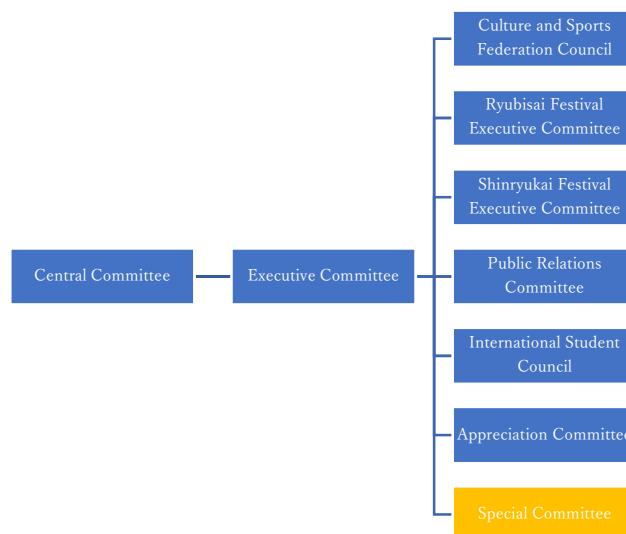 Culture and Sports
Federation Council
Ryubisai Festival
Executive Committee
Shinryukai Festival
Executive Committee
Central Committee
Executive Committee
Public Relations
Committee
International Student
Council
Appreciation Committee
Special Committee